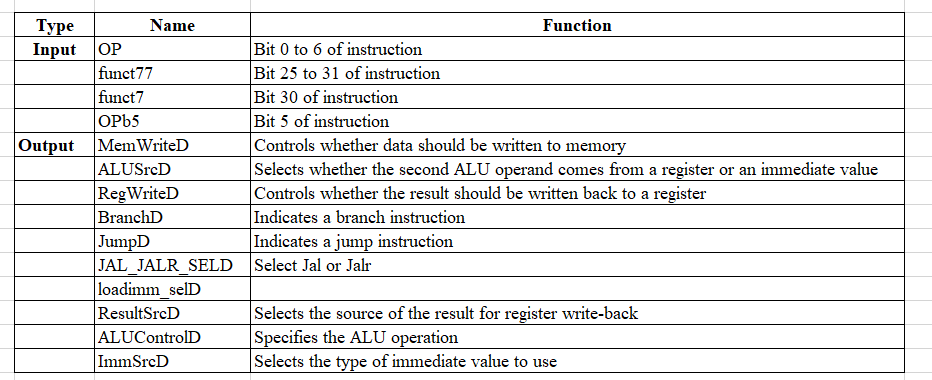 Type Name Function
Input OP Bit 0 to 6 of instruction
funct77 Bit 25 to 31 of instruction
funct7 Bit 30 of instruction
OPb5 Bit 5 of instruction
Output MemWriteD Controls whether data should be written to memory
ALUSrcD Selects whether the second ALU operand comes from a register or an immediate value
RegWriteD Controls whether the result should be written back to a register
BranchD Indicates a branch instruction
JumpD Indicates a jump instruction
JAL_JALR_SELD Select Jal or Jalr
loadimm_selD
ResultSrcD Selects the source of the result for register write-back
ALUControlD Specifies the ALU operation
ImmSrcD Selects the type of immediate value to use